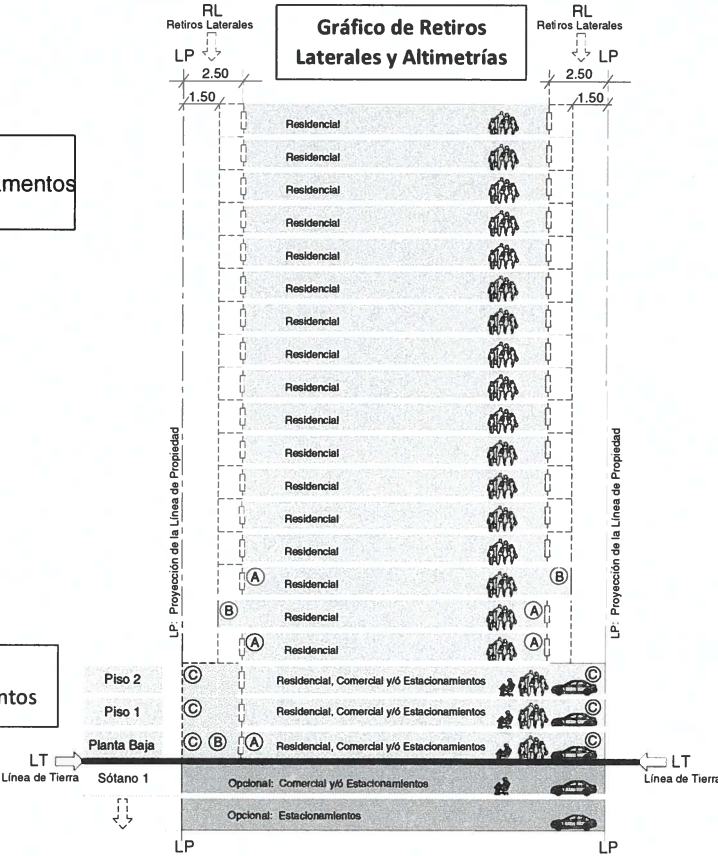 RL
Retiros Laterales
LP
2.50
1.50
Gráfico de Retiros
Laterales y Altimetrías
RL
Retiros Laterales
LP
2.50
1.50
Residencial
Residencial
Residencial
Residencial
Residencial
Residencial
Residencial
Residencial
Residencial
Residencial
Residencial
Residencial
Residencial
Residencial
A Residencial B
B Residencial A
A Residencial A
LP: Proyección de la Línea de Propiedad
LP: Proyección de la Línea de Propiedad
Piso 2 C Residencial, Comercial y/ó Estacionamientos C
Piso 1 C Residencial, Comercial y/ó Estacionamientos C
Planta Baja C B A Residencial, Comercial y/ó Estacionamientos C
LT
Línea de Tierra
LT
Línea de Tierra
Sótano 1 Opcional: Comercial y/ó Estacionamientos
Opcional: Estacionamientos
LP
LP